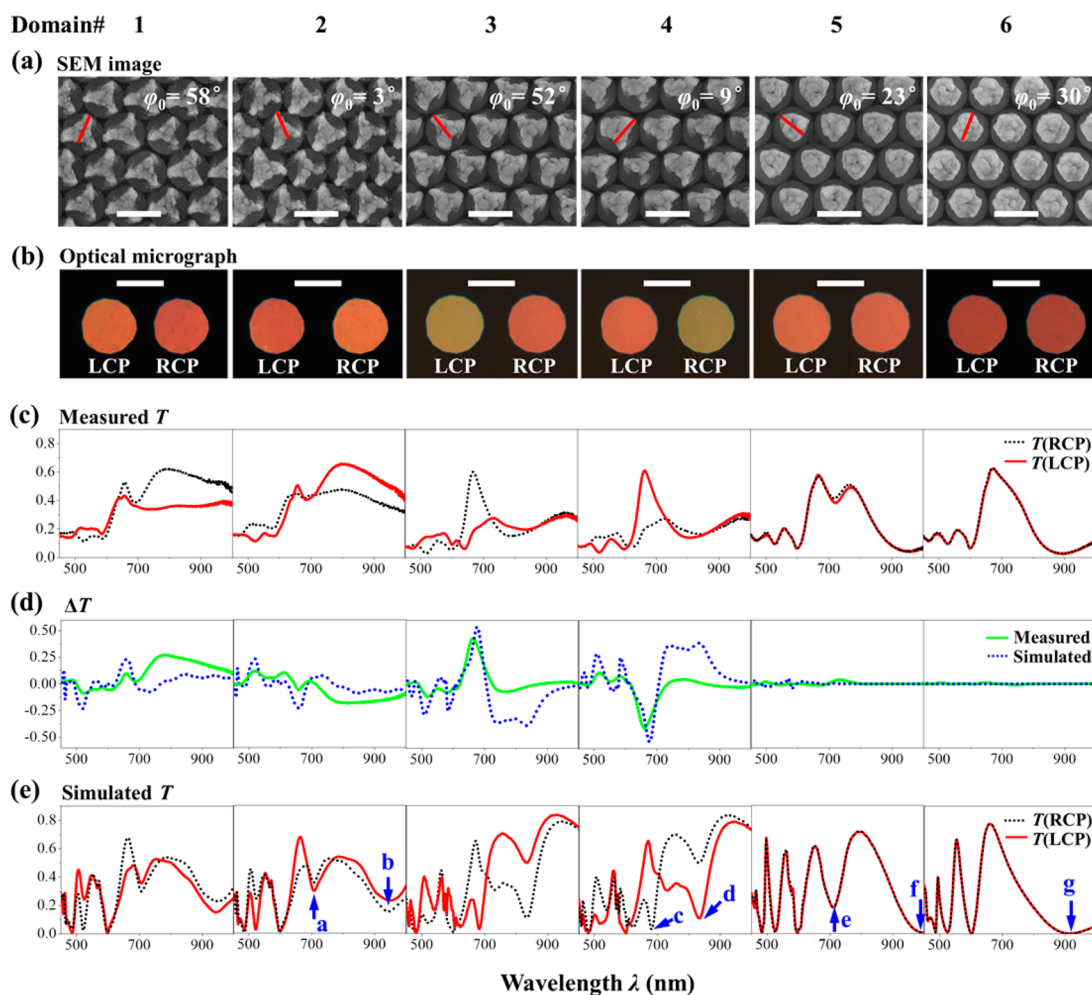 Domain# 1 2 3 4 5 6
(a) SEM image
φ₀= 58° φ₀= 3° φ₀= 52° φ₀= 9° φ₀= 23° φ₀= 30°
(b) Optical micrograph
LCP RCP LCP RCP LCP RCP LCP RCP LCP RCP LCP RCP
(c) Measured T
0.8
0.6
0.4
0.2
0.0
T(RCP)
T(LCP)
500 700 900 500 700 900 500 700 900 500 700 900 500 700 900 500 700 900
(d) ΔT
0.50
0.25
0.00
-0.25
-0.50
Measured
Simulated
500 700 900 500 700 900 500 700 900 500 700 900 500 700 900 500 700 900
(e) Simulated T
0.8
0.6
0.4
0.2
0.0
T(RCP)
T(LCP)
a b c d e f g
500 700 900 500 700 900 500 700 900 500 700 900 500 700 900 500 700 900
Wavelength λ (nm)